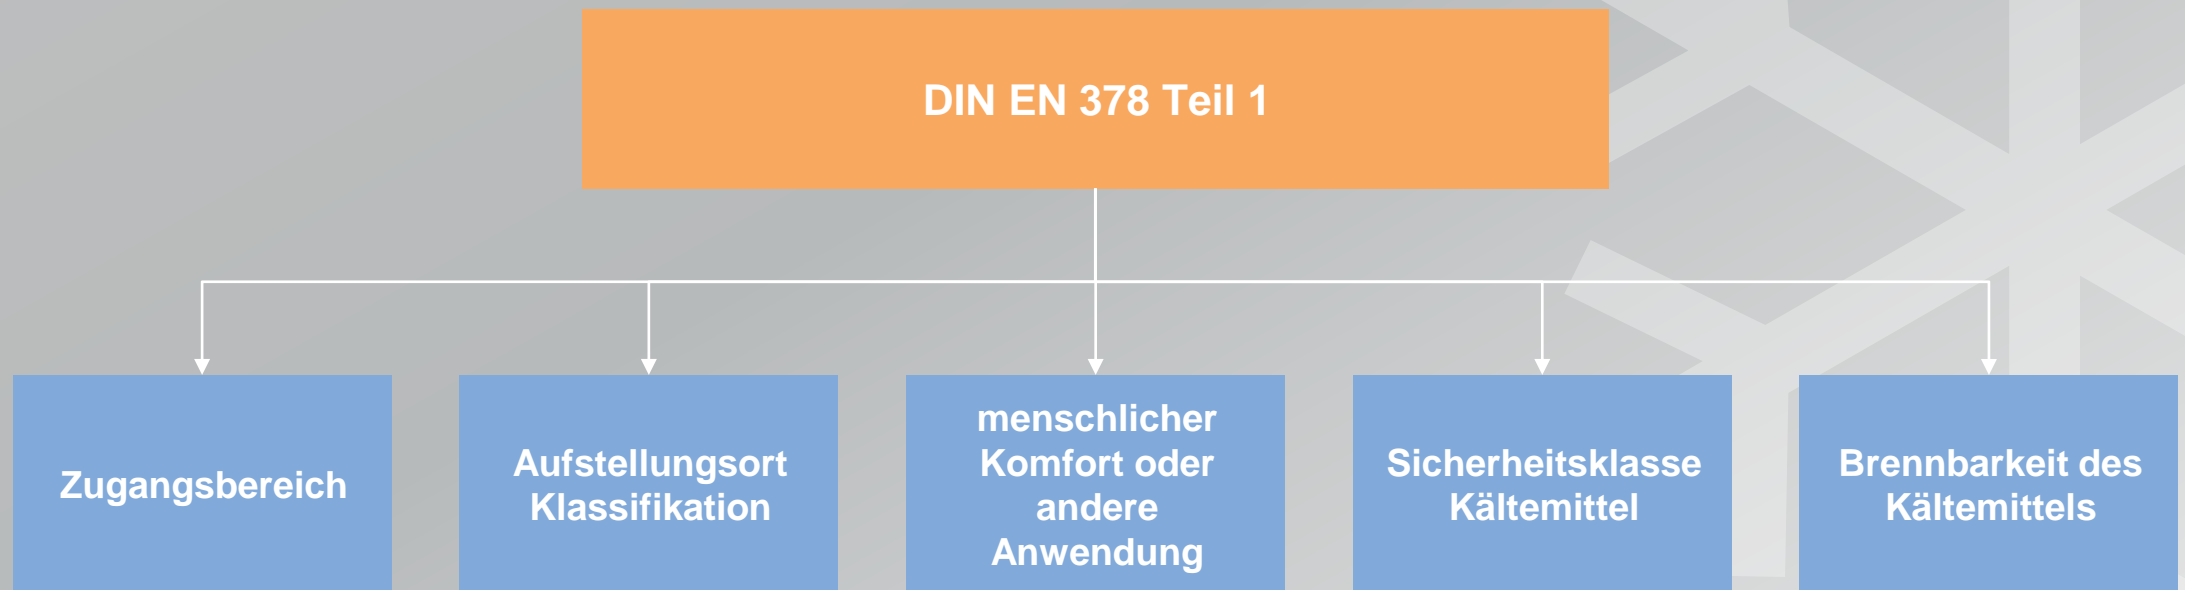 DIN EN 378 Teil 1
Zugangsbereich
Aufstellungsort
Klassifikation
menschlicher
Komfort oder
andere
Anwendung
Sicherheitsklasse
Kältemittel
Brennbarkeit des
Kältemittels